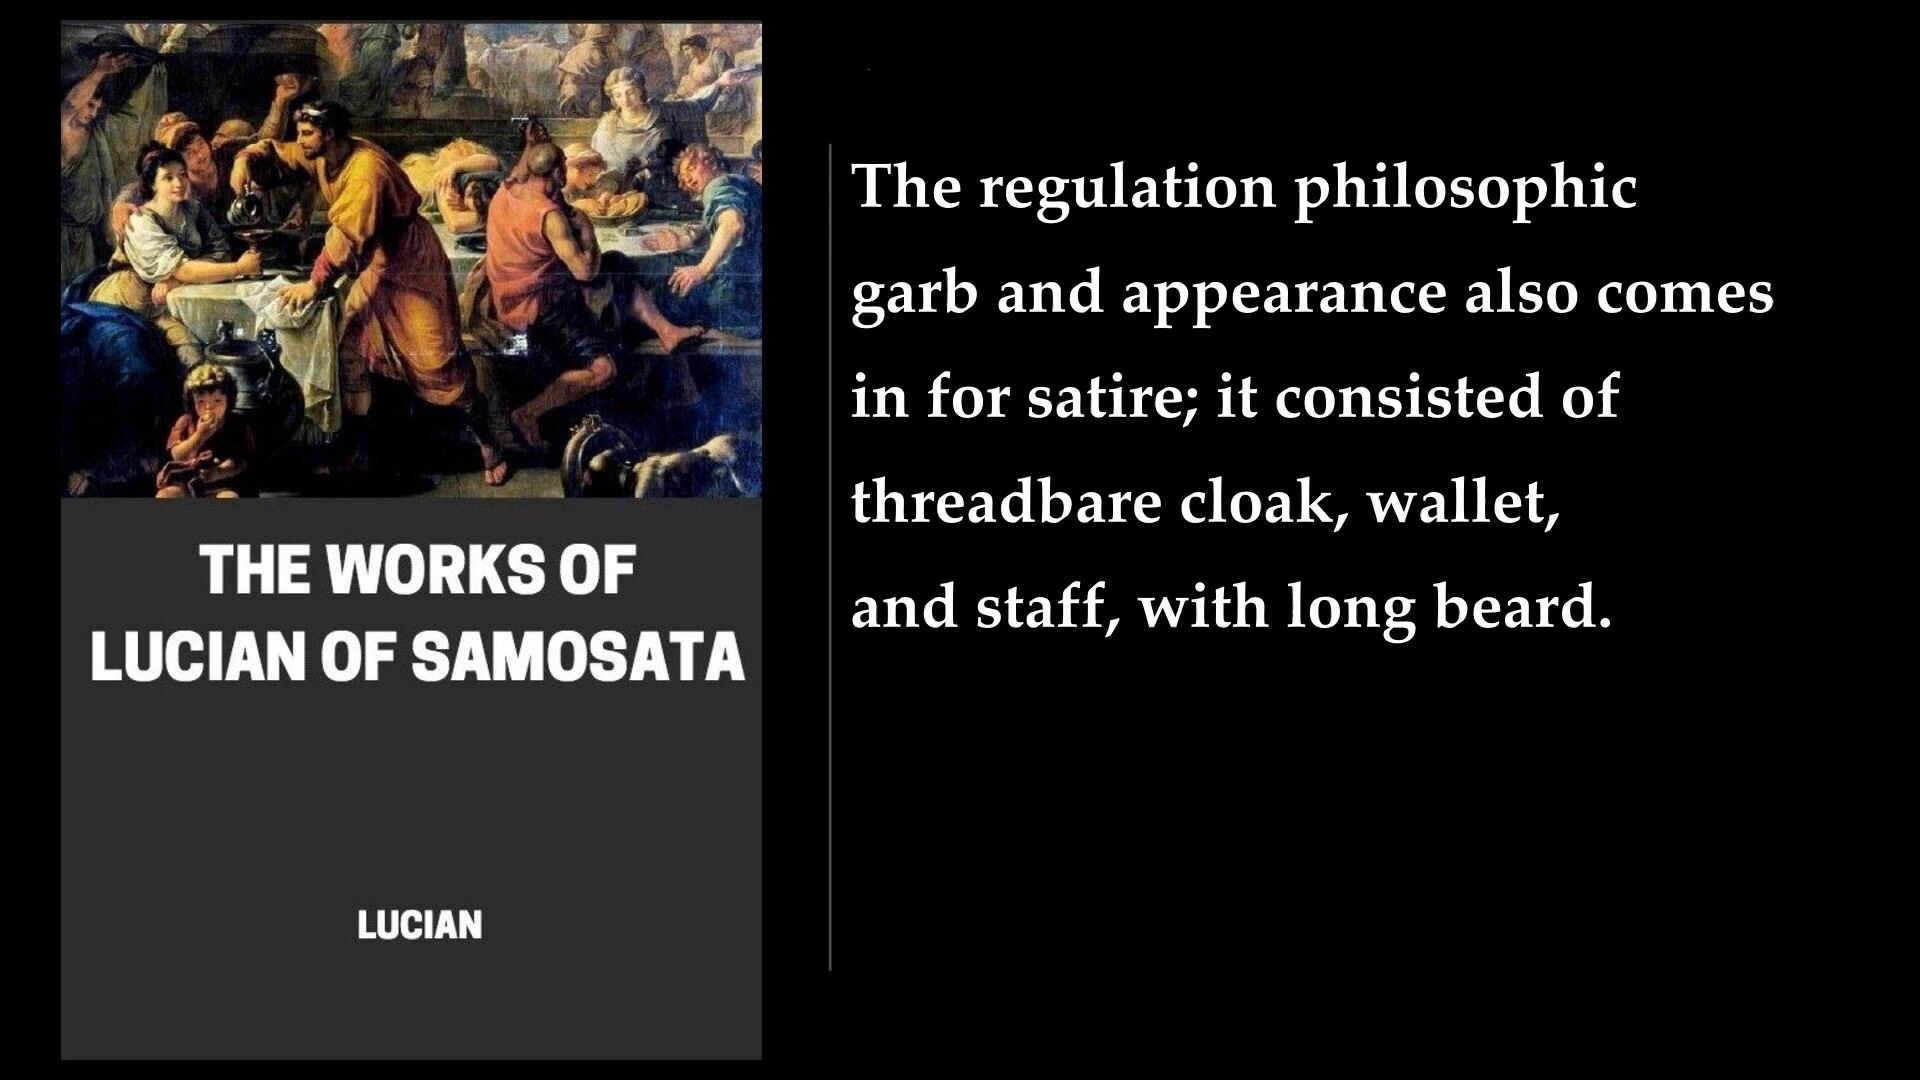 THE WORKS OF
LUCIAN OF SAMOSATA
LUCIAN
The regulation philosophic
garb and appearance also comes
in for satire; it consisted of
threadbare cloak, wallet,
and staff, with long beard.